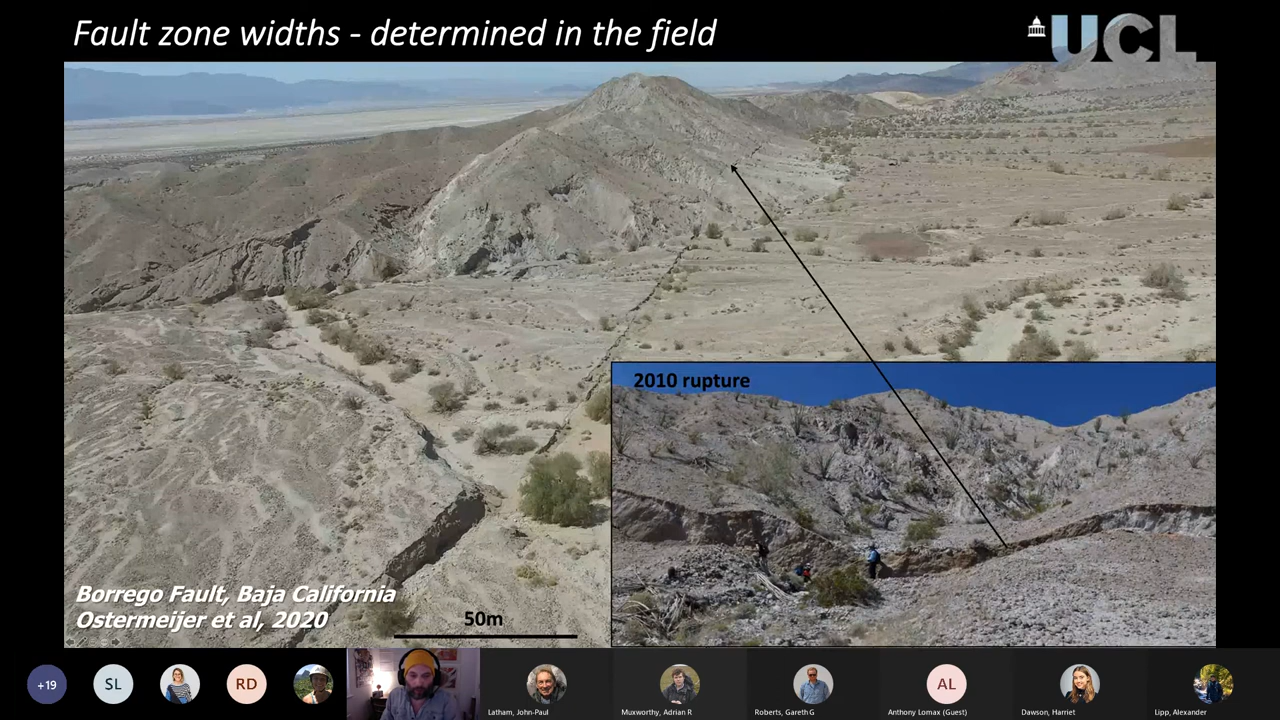 Fault zone widths - determined in the field
UCL
2010 rupture
Borrego Fault, Baja California
Ostermeijer et al, 2020
50m
+19
SL
RD
AL
Latham, John-Paul
Muxworthy, Adrian R
Roberts, Gareth G
Anthony Lomax (Guest)
Dawson, Harriet
Lipp, Alexander